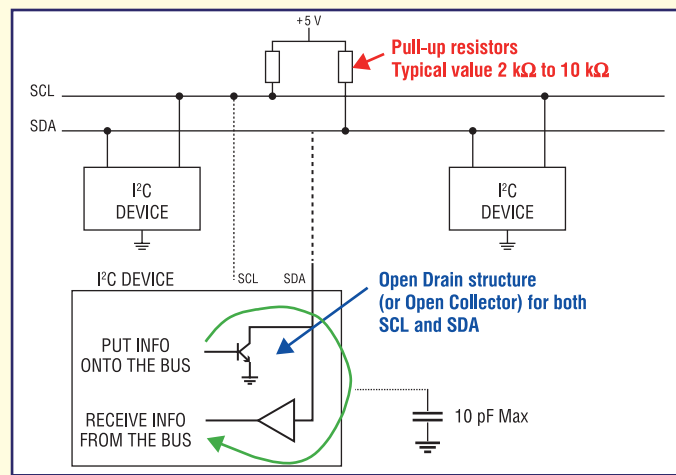 +5 V
Pull-up resistors
Typical value 2 kΩ to 10 kΩ
SCL
SDA
I²C
DEVICE
I²C
DEVICE
I²C DEVICE
SCL
SDA
Open Drain structure
(or Open Collector) for both
SCL and SDA
PUT INFO
ONTO THE BUS
RECEIVE INFO
FROM THE BUS
10 pF Max